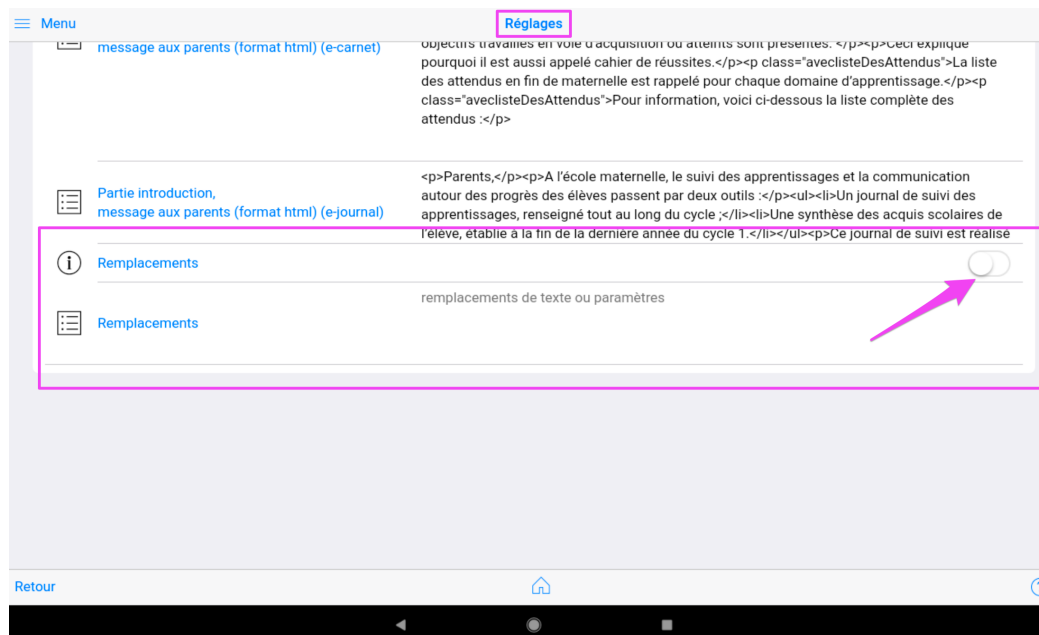 Menu
Réglages
message aux parents (format html) (e-carnet)
objectifs travaillés en voie d'acquisition ou atteints sont présentés. </p><p>Ceci explique
pourquoi il est aussi appelé cahier de réussites.</p><p class="aveclisteDesAttendus">La liste
des attendus en fin de maternelle est rappelé pour chaque domaine d'apprentissage.</p><p
class="aveclisteDesAttendus">Pour information, voici ci-dessous la liste complète des
attendus :</p>
Partie introduction,
message aux parents (format html) (e-journal)
<p>Parents,</p><p>A l'école maternelle, le suivi des apprentissages et la communication
autour des progrès des élèves passent par deux outils :</p><ul><li>Un journal de suivi des
apprentissages, renseigné tout au long du cycle ;</li><li>Une synthèse des acquis scolaires de
l'élève, établie à la fin de la dernière année du cycle 1.</li></ul><p>Ce journal de suivi est réalisé
Remplacements
Remplacements
remplacements de texte ou paramètres
Retour